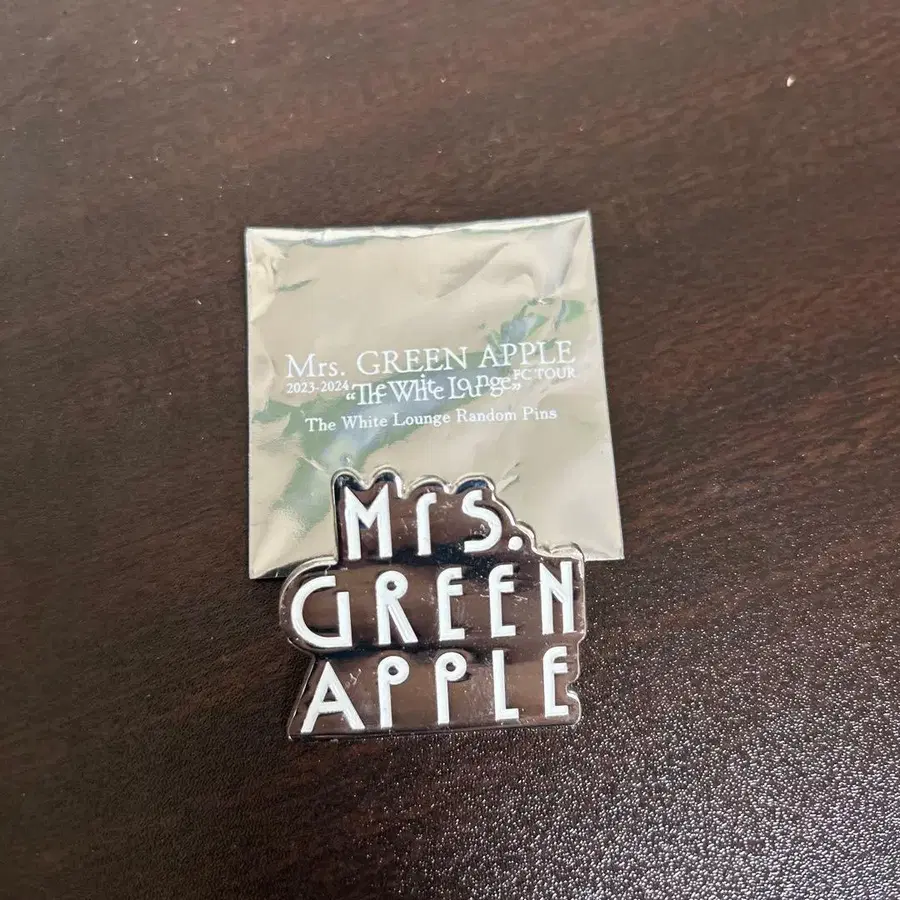 Mrs. GREEN APPLE
2023-2024 “The White Lounge” FC TOUR
The White Lounge Random Pins
Mrs.
GREEN
APPLE